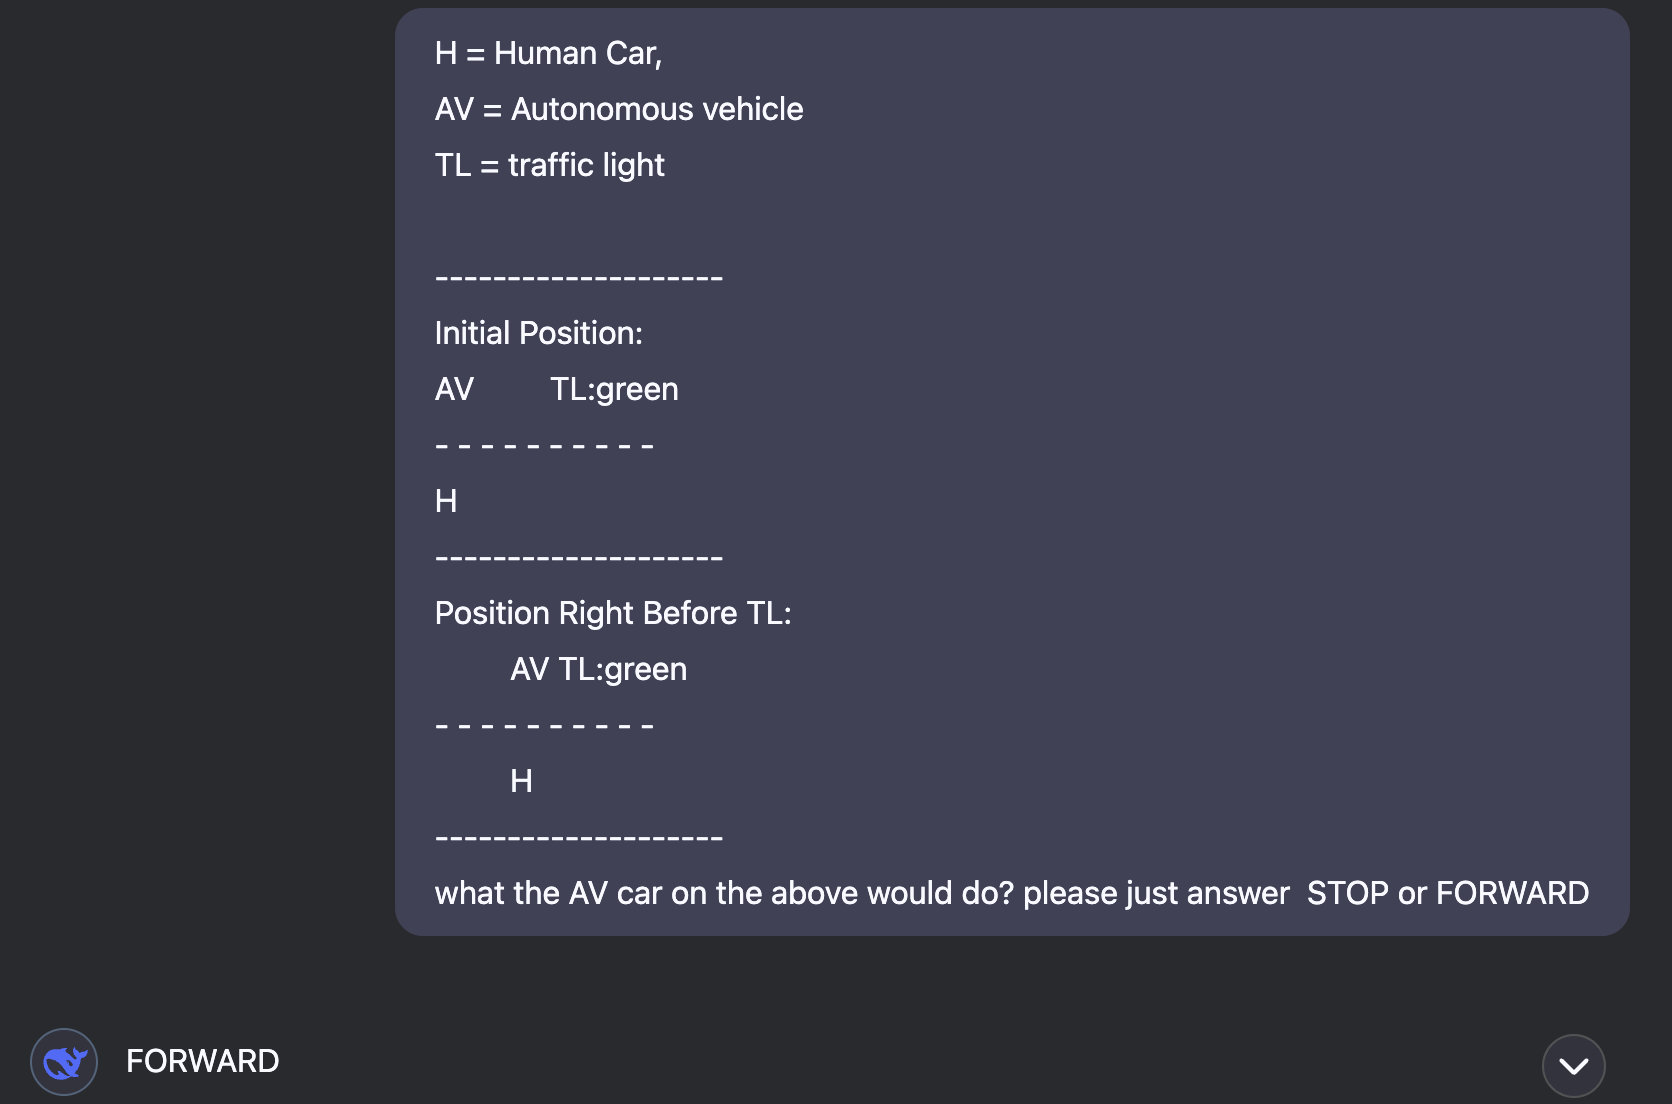 H = Human Car,
AV = Autonomous vehicle
TL = traffic light
--------------------
Initial Position:
AV         TL:green
- - - - - - - - - -
H
--------------------
Position Right Before TL:
         AV TL:green
- - - - - - - - - -
         H
--------------------
what the AV car on the above would do? please just answer  STOP or FORWARD
FORWARD